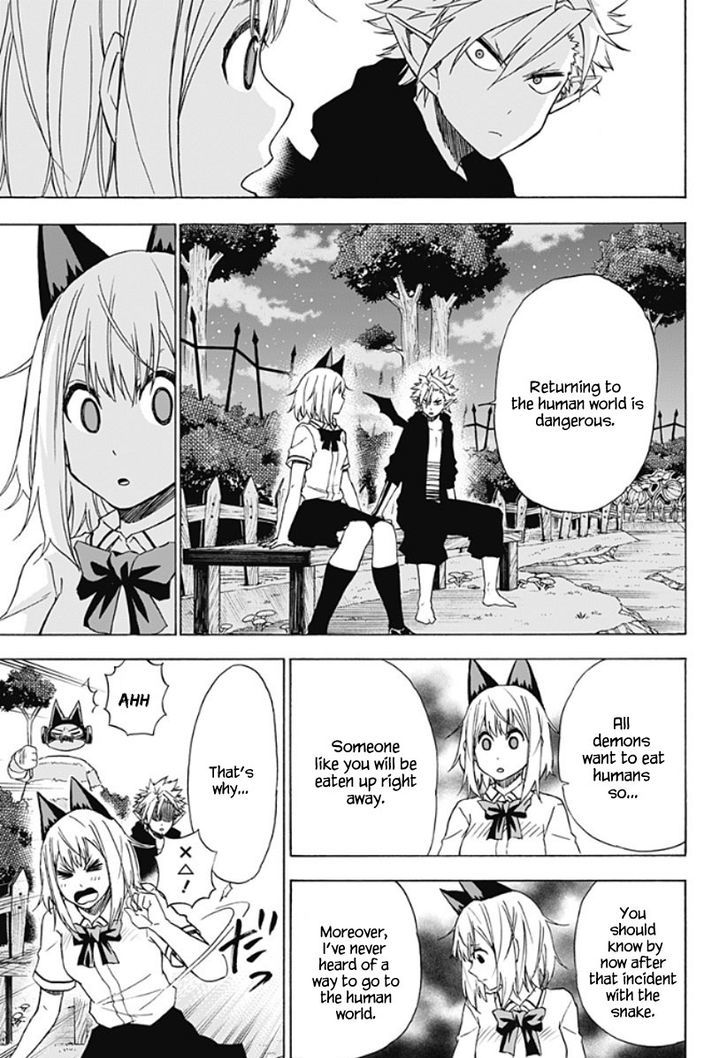 Returning to
the human world is
dangerous.
All
demons
want to eat
humans
so...
Someone
like you will be
eaten up right
away.
You
should
know by
now after
that incident
with the
snake.
Moreover,
I've never
heard of a
way to go to
the human
world.
That's
why...
AHH
×△!
だっ